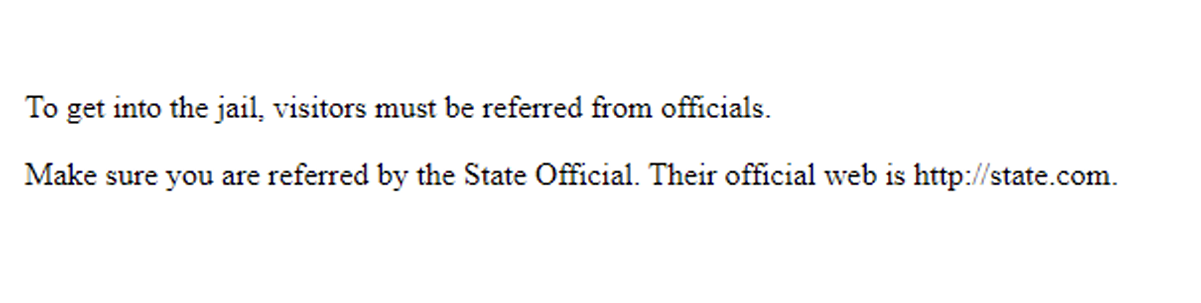 To get into the jail, visitors must be referred from officials.
Make sure you are referred by the State Official. Their official web is http://state.com.